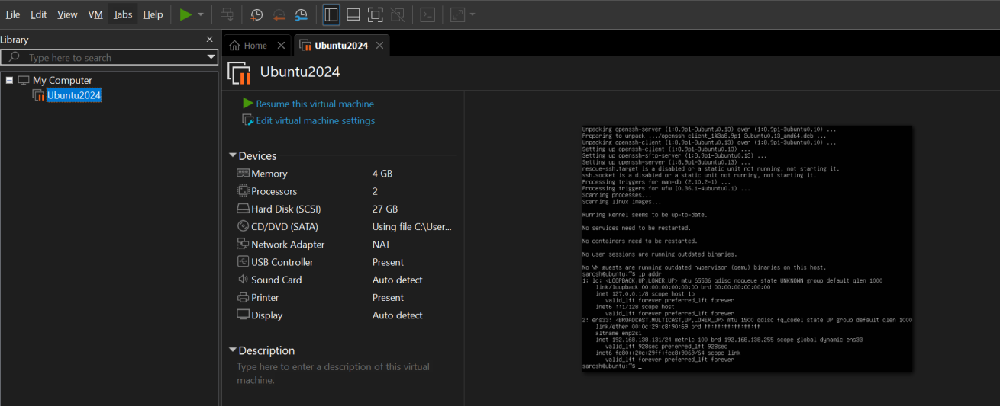 File Edit View VM Tabs Help
Library
Type here to search
My Computer
Ubuntu2024
Home
Ubuntu2024
Ubuntu2024
Resume this virtual machine
Edit virtual machine settings
Devices
Memory 4 GB
Processors 2
Hard Disk (SCSI) 27 GB
CD/DVD (SATA) Using file C:\User...
Network Adapter NAT
USB Controller Present
Sound Card Auto detect
Printer Present
Display Auto detect
Description
Type here to enter a description of this virtual
machine.
Unpacking openssh-server (1:8.9p1-3ubuntu0.13) over (1:8.9p1-3ubuntu0.10) ...
Preparing to unpack .../openssh-client_1%3a8.9p1-3ubuntu0.13_amd64.deb ...
Unpacking openssh-client (1:8.9p1-3ubuntu0.13) over (1:8.9p1-3ubuntu0.10) ...
Setting up openssh-client (1:8.9p1-3ubuntu0.13) ...
Setting up openssh-sftp-server (1:8.9p1-3ubuntu0.13) ...
Setting up openssh-server (1:8.9p1-3ubuntu0.13) ...
rescue-ssh.target is a disabled or a static unit not running, not starting it.
ssh.socket is a disabled or a static unit not running, not starting it.
Processing triggers for man-db (2.10.2-1) ...
Processing triggers for ufw (0.36.1-4ubuntu0.1) ...
Scanning processes...
Scanning linux images...
Running kernel seems to be up-to-date.
No services need to be restarted.
No containers need to be restarted.
No user sessions are running outdated binaries.
No VM guests are running outdated hypervisor (qemu) binaries on this host.
sarosh@ubuntu:~$ ip addr
1: lo: <LOOPBACK,UP,LOWER_UP> mtu 65536 qdisc noqueue state UNKNOWN group default qlen 1000
link/loopback 00:00:00:00:00:00 brd 00:00:00:00:00:00
inet 127.0.0.1/8 scope host lo
valid_lft forever preferred_lft forever
inet6 ::1/128 scope host
valid_lft forever preferred_lft forever
2: ens33: <BROADCAST,MULTICAST,UP,LOWER_UP> mtu 1500 qdisc fq_codel state UP group default qlen 1000
link/ether 00:0c:29:c8:90:69 brd ff:ff:ff:ff:ff:ff
altname enp2s1
inet 192.168.138.131/24 metric 100 brd 192.168.138.255 scope global dynamic ens33
valid_lft 928sec preferred_lft 928sec
inet6 fe80::20c:29ff:fec8:9069/64 scope link
valid_lft forever preferred_lft forever
sarosh@ubuntu:~$ _